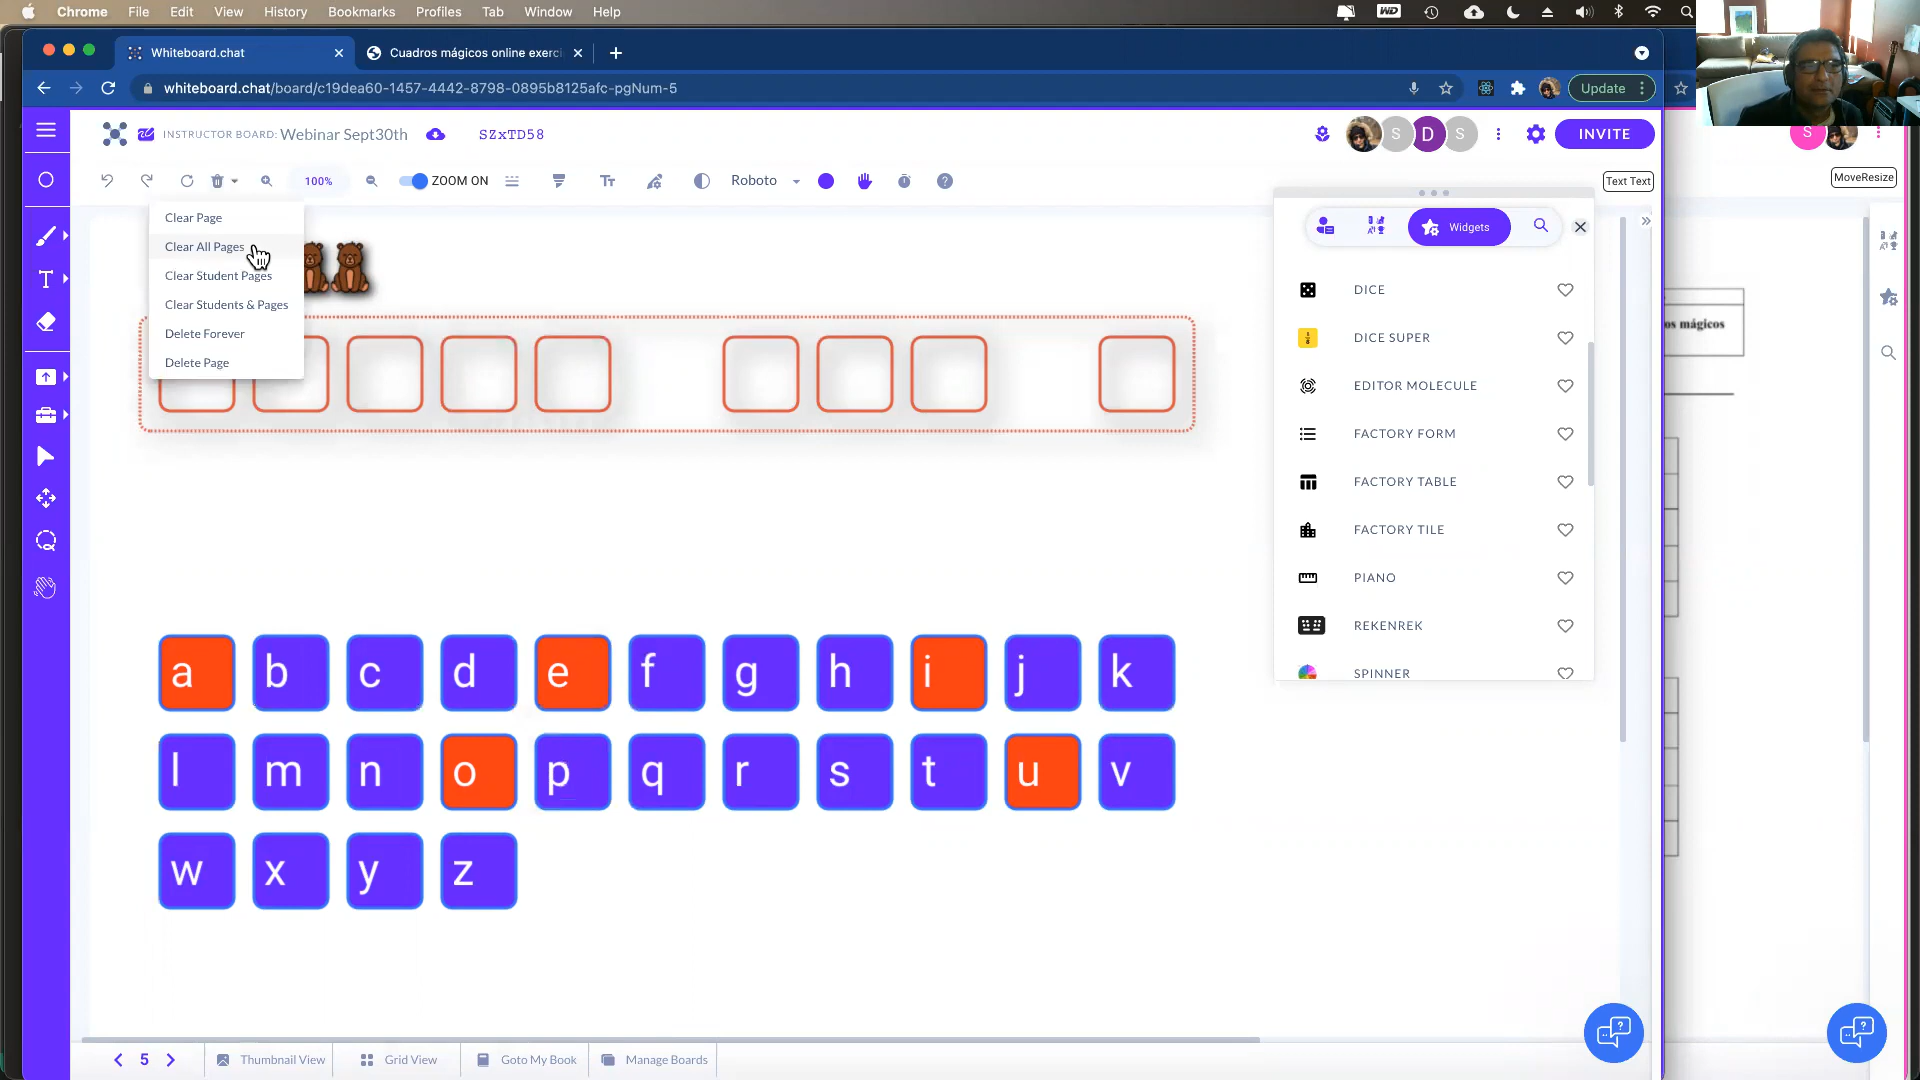 Chrome File Edit View History Bookmarks Profiles Tab Window Help
WD
Whiteboard.chat
Cuadros mágicos online exerci
whiteboard.chat/board/c19dea60-1457-4442-8798-0895b8125afc-pgNum-5
Update
INSTRUCTOR BOARD: Webinar Sept30th
SZxTD58
S D S
INVITE
S
100%
ZOOM ON
Roboto
Text Text
MoveResize
Clear Page
Clear All Pages
Clear Student Pages
Clear Students & Pages
Delete Forever
Delete Page
Widgets
DICE
DICE SUPER
EDITOR MOLECULE
FACTORY FORM
FACTORY TABLE
FACTORY TILE
PIANO
REKENREK
SPINNER
os mágicos
a b c d e f g h i j k
l m n o p q r s t u v
w x y z
5
Thumbnail View
Grid View
Goto My Book
Manage Boards